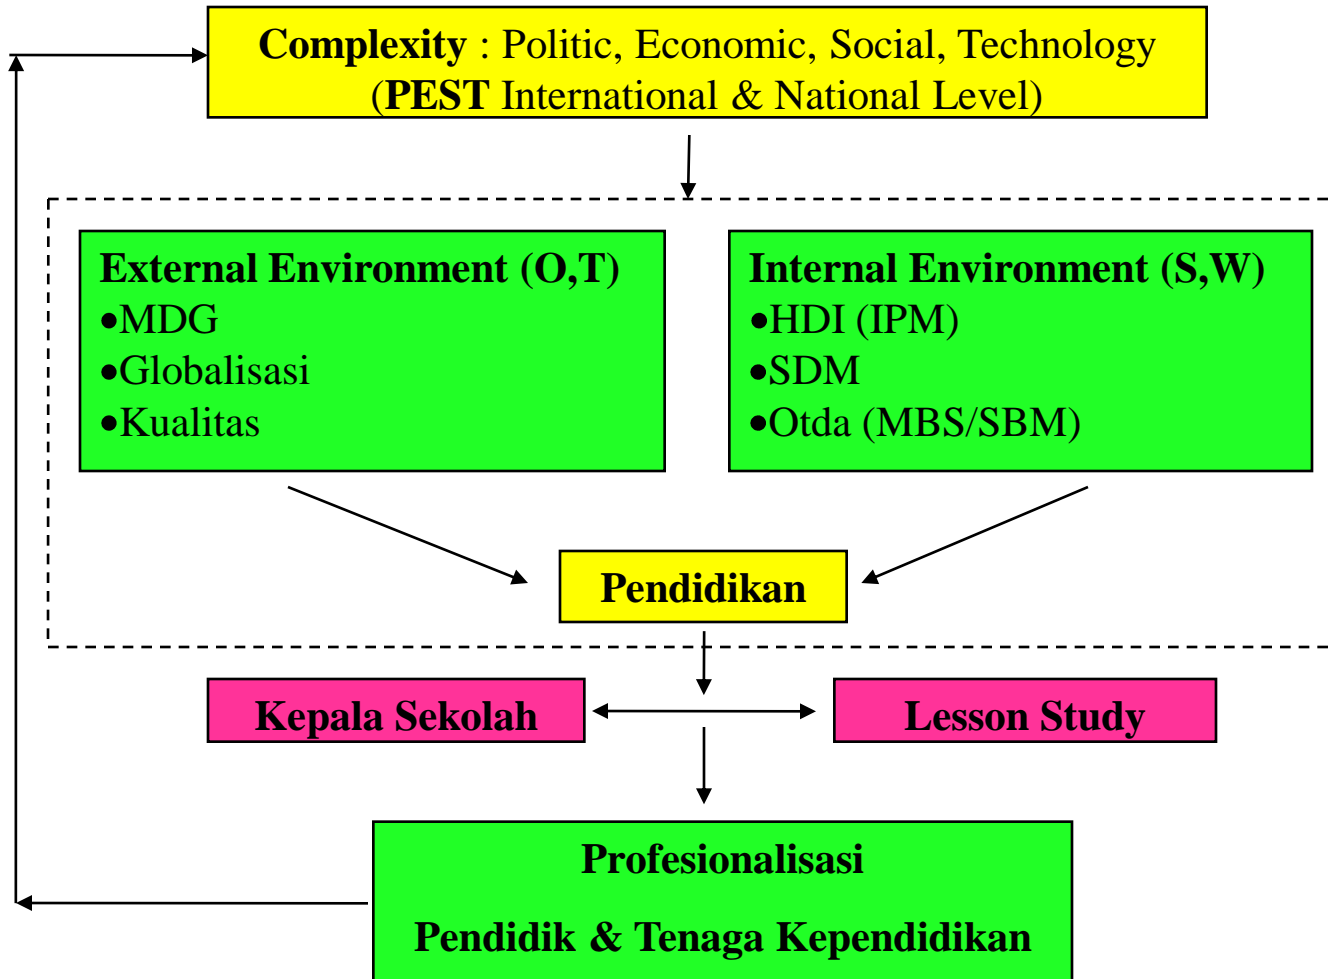 Complexity : Politic, Economic, Social, Technology
(PEST International & National Level)
External Environment (O,T)
•MDG
•Globalisasi
•Kualitas
Internal Environment (S,W)
•HDI (IPM)
•SDM
•Otda (MBS/SBM)
Pendidikan
Kepala Sekolah
Lesson Study
Profesionalisasi
Pendidik & Tenaga Kependidikan